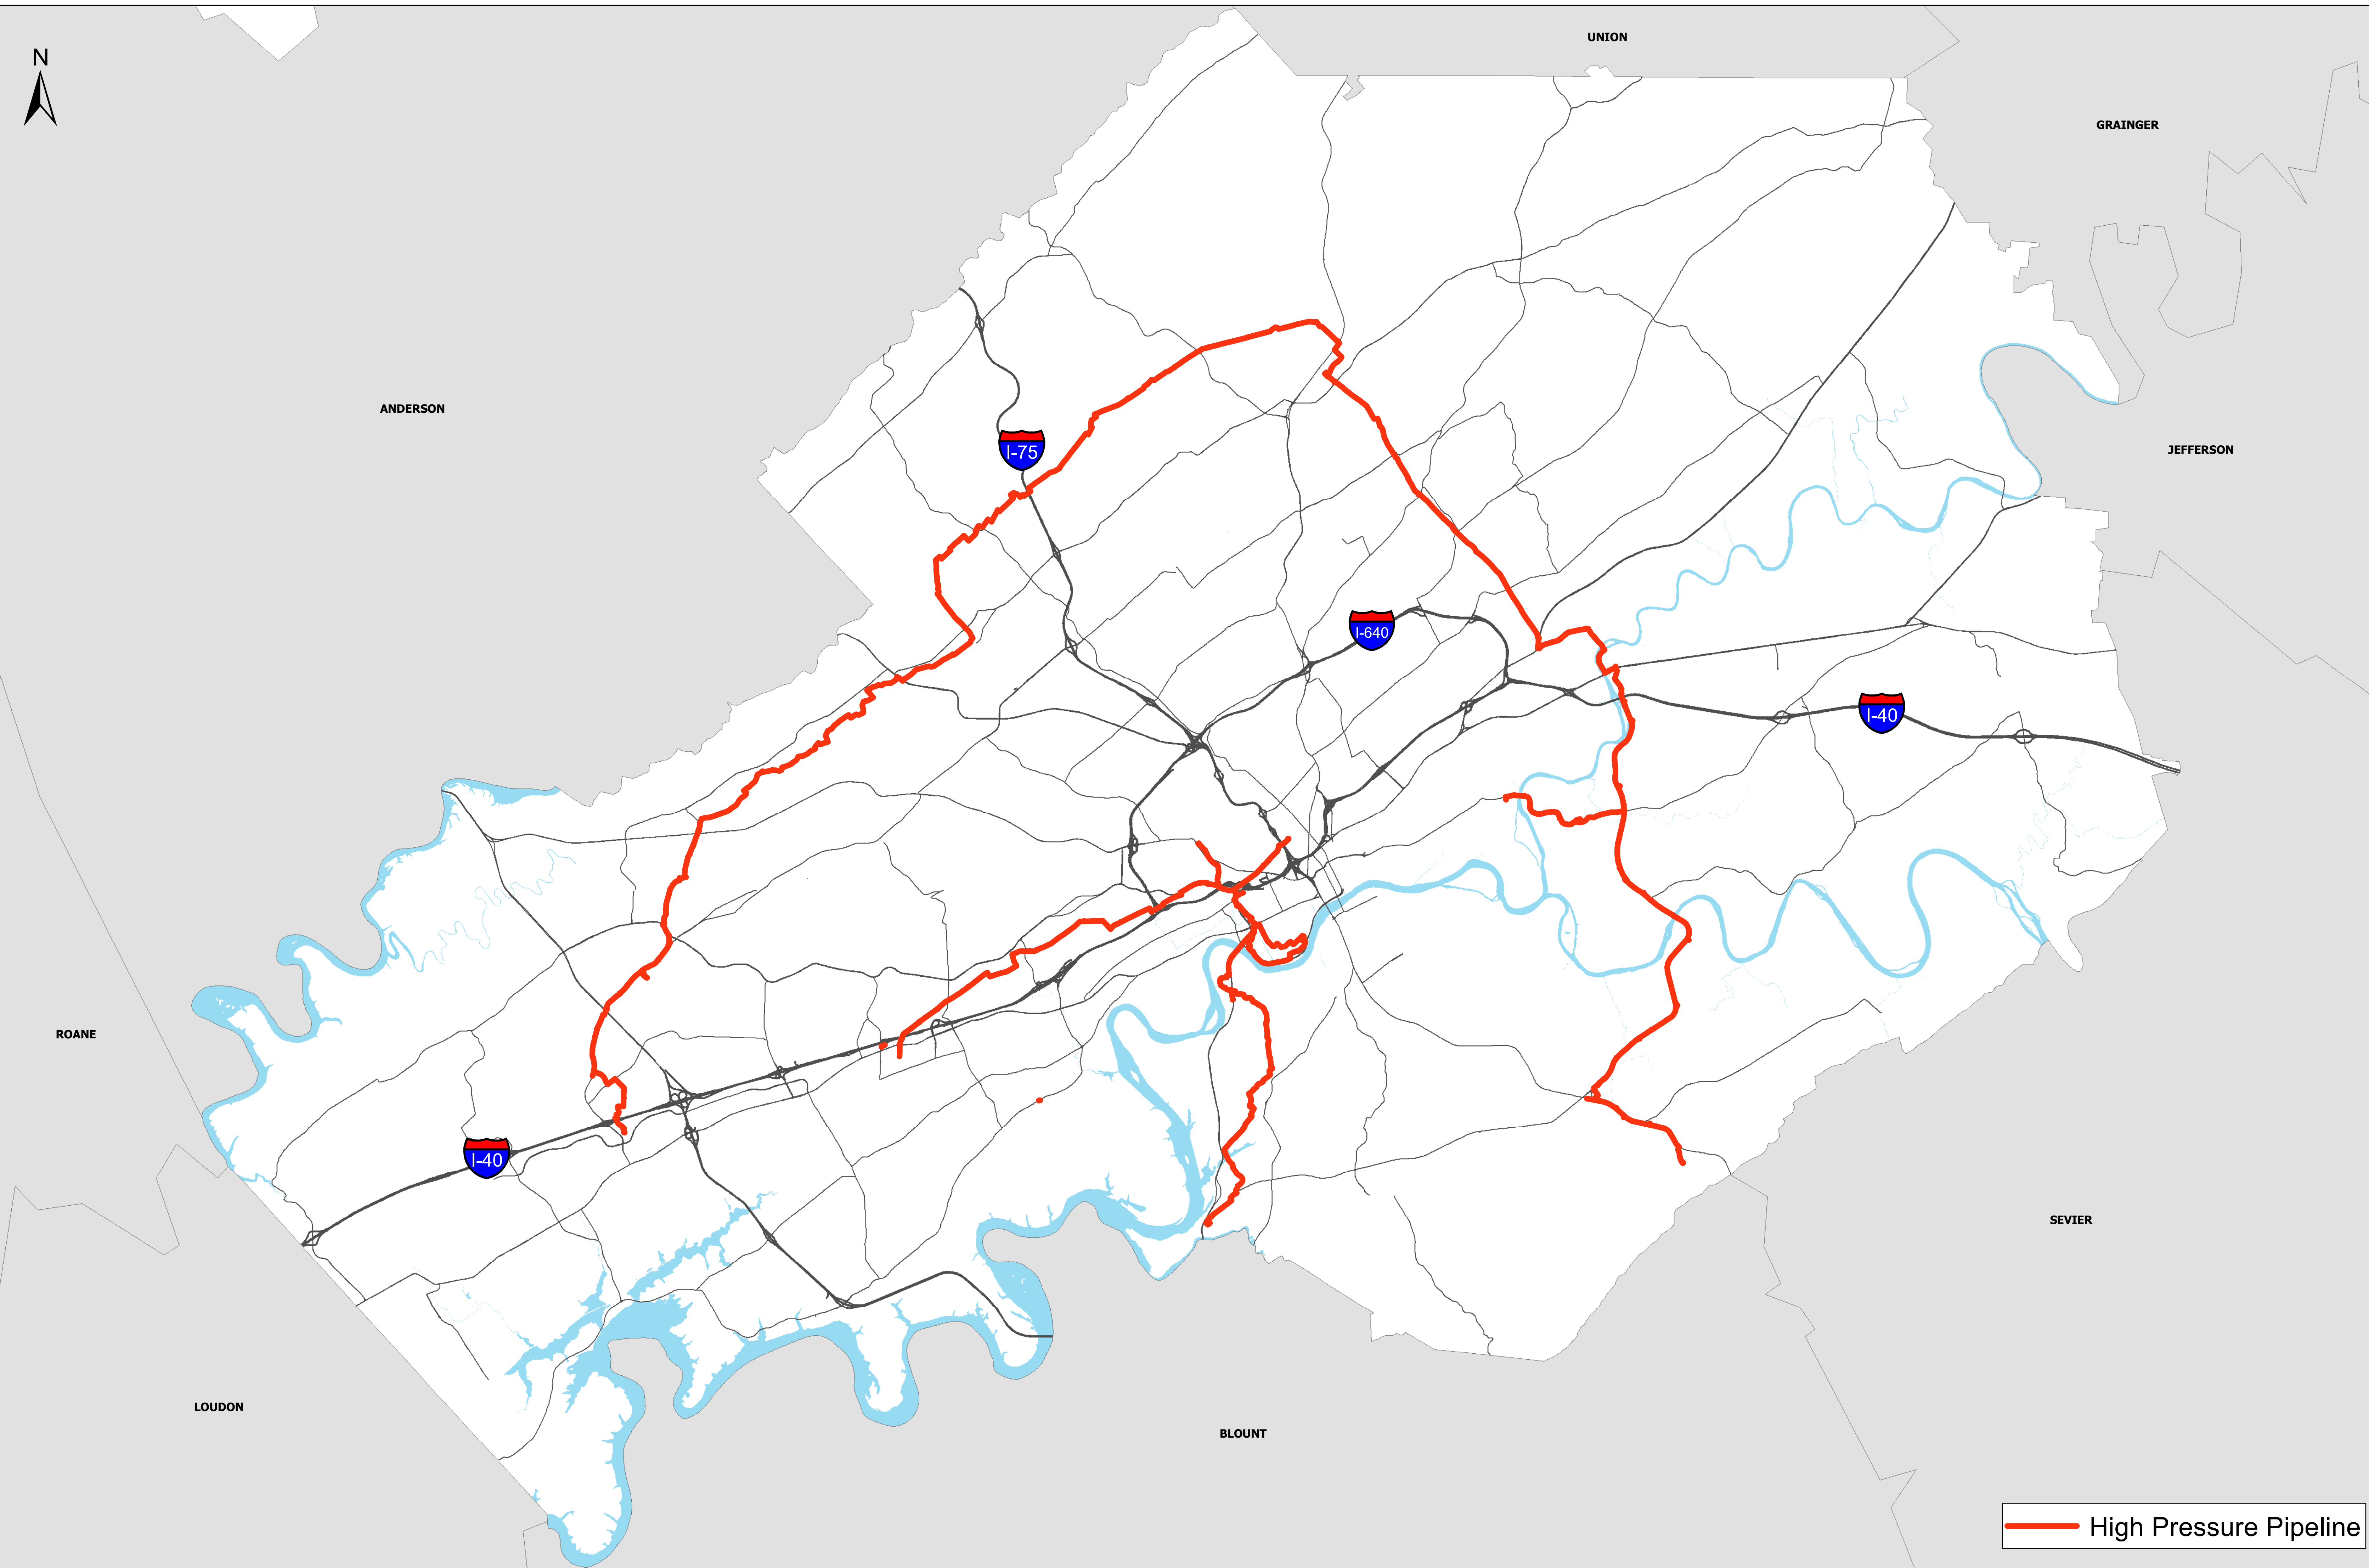 UNION
N
GRAINGER
ANDERSON
I-75
JEFFERSON
I-640
I-40
ROANE
I-40
SEVIER
LOUDON
BLOUNT
High Pressure Pipeline